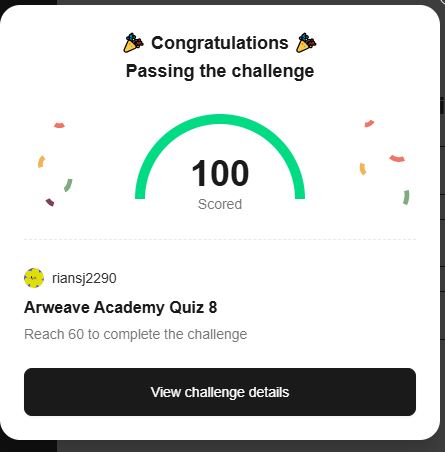 Congratulations
Passing the challenge
100
Scored
riansj2290
Arweave Academy Quiz 8
Reach 60 to complete the challenge
View challenge details